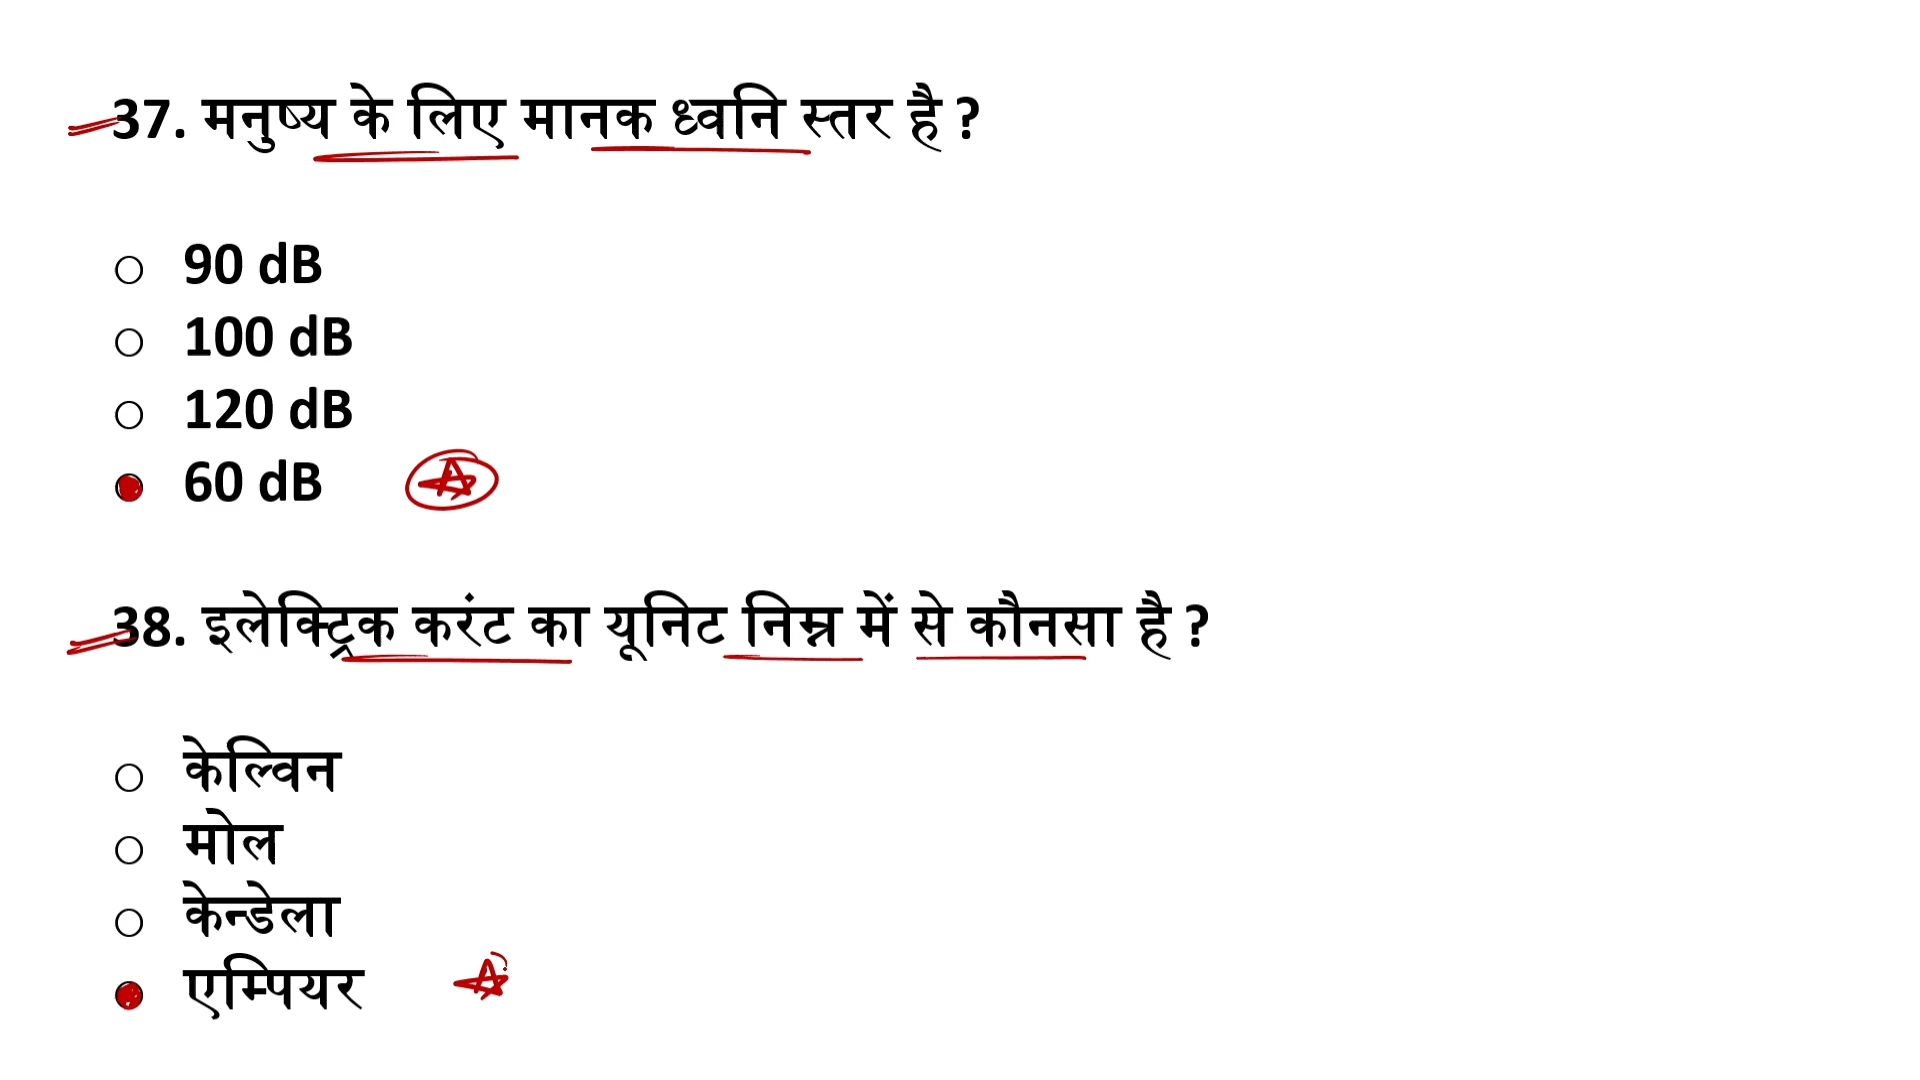 37. मनुष्य के लिए मानक ध्वनि स्तर है ?
90 dB
100 dB
120 dB
60 dB
38. इलेक्ट्रिक करंट का यूनिट निम्न में से कौनसा है ?
केल्विन
मोल
केन्डेला
एम्पियर